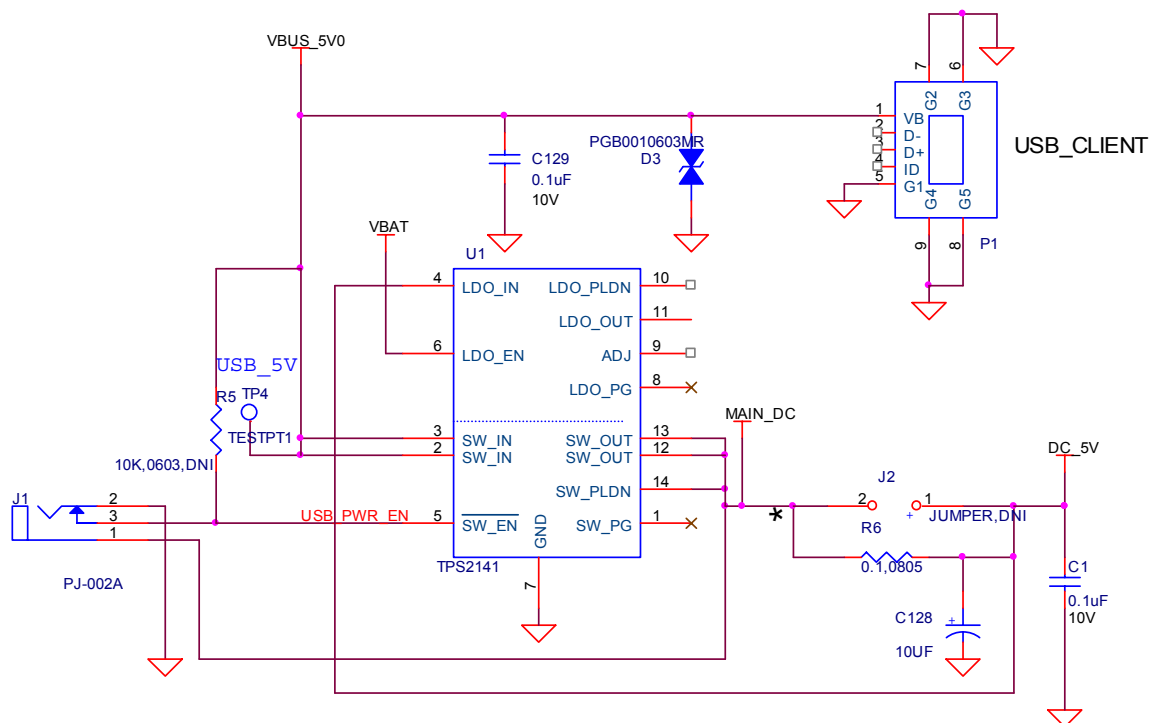 VBUS_5V0
7
6
G2
G3
1
VB
2
D-
3
D+
4
ID
5
G1
G4
G5
9
8
P1
USB_CLIENT
PGB0010603MR
D3
C129
0.1uF
10V
VBAT
U1
4
LDO_IN
LDO_PLDN
10
LDO_OUT
11
6
LDO_EN
ADJ
9
LDO_PG
8
USB_5V
R5
TP4
TESTPT1
10K,0603,DNI
3
SW_IN
SW_OUT
13
2
SW_IN
SW_OUT
12
SW_PLDN
14
USB_PWR_EN
5
SW_EN
SW_PG
1
GND
7
TPS2141
J1
2
3
1
PJ-002A
MAIN_DC
*
J2
2
1
+
JUMPER,DNI
R6
0.1,0805
DC_5V
C1
0.1uF
10V
C128
+
10UF